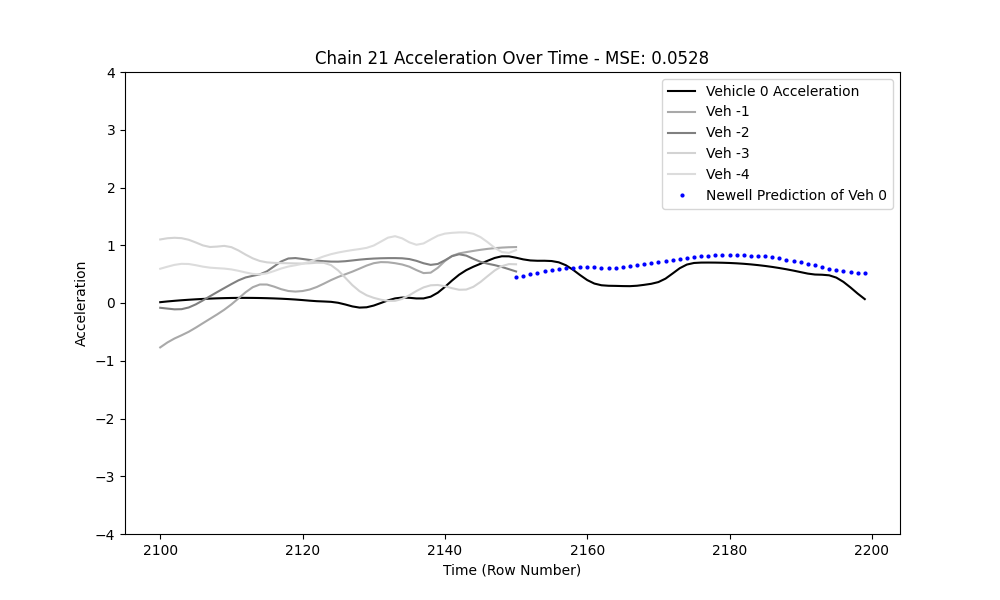 Chain 21 Acceleration Over Time - MSE: 0.0528
4
3
2
1
0
−1
−2
−3
−4
Acceleration
Vehicle 0 Acceleration
Veh -1
Veh -2
Veh -3
Veh -4
Newell Prediction of Veh 0
2100 2120 2140 2160 2180 2200
Time (Row Number)